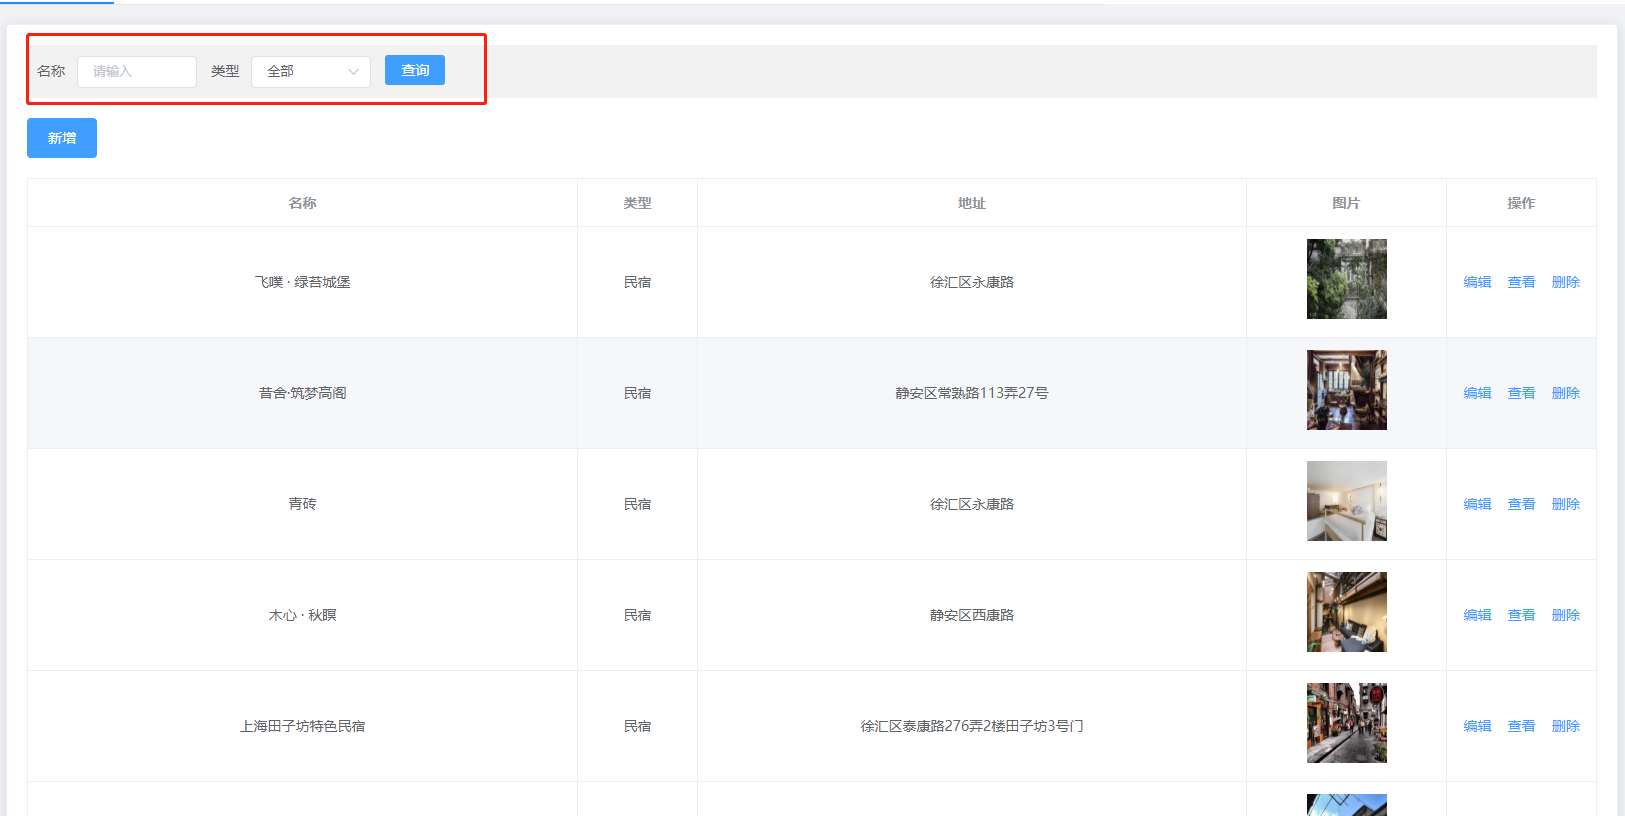 名称 请输入 类型 全部 查询
新增
名称 类型 地址 图片 操作
飞噗 · 绿苔城堡 民宿 徐汇区永康路 编辑 查看 删除
昔舍·筑梦高阁 民宿 静安区常熟路113弄27号 编辑 查看 删除
青砖 民宿 徐汇区永康路 编辑 查看 删除
木心 · 秋瞑 民宿 静安区西康路 编辑 查看 删除
上海田子坊特色民宿 民宿 徐汇区泰康路276弄2楼田子坊3号门 编辑 查看 删除